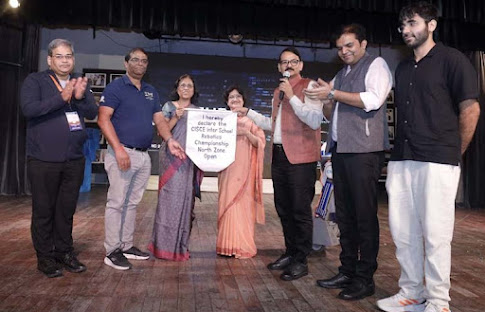 I hereby
declare the
CISCE Inter School
Robotics
Championship
North Zone
Open